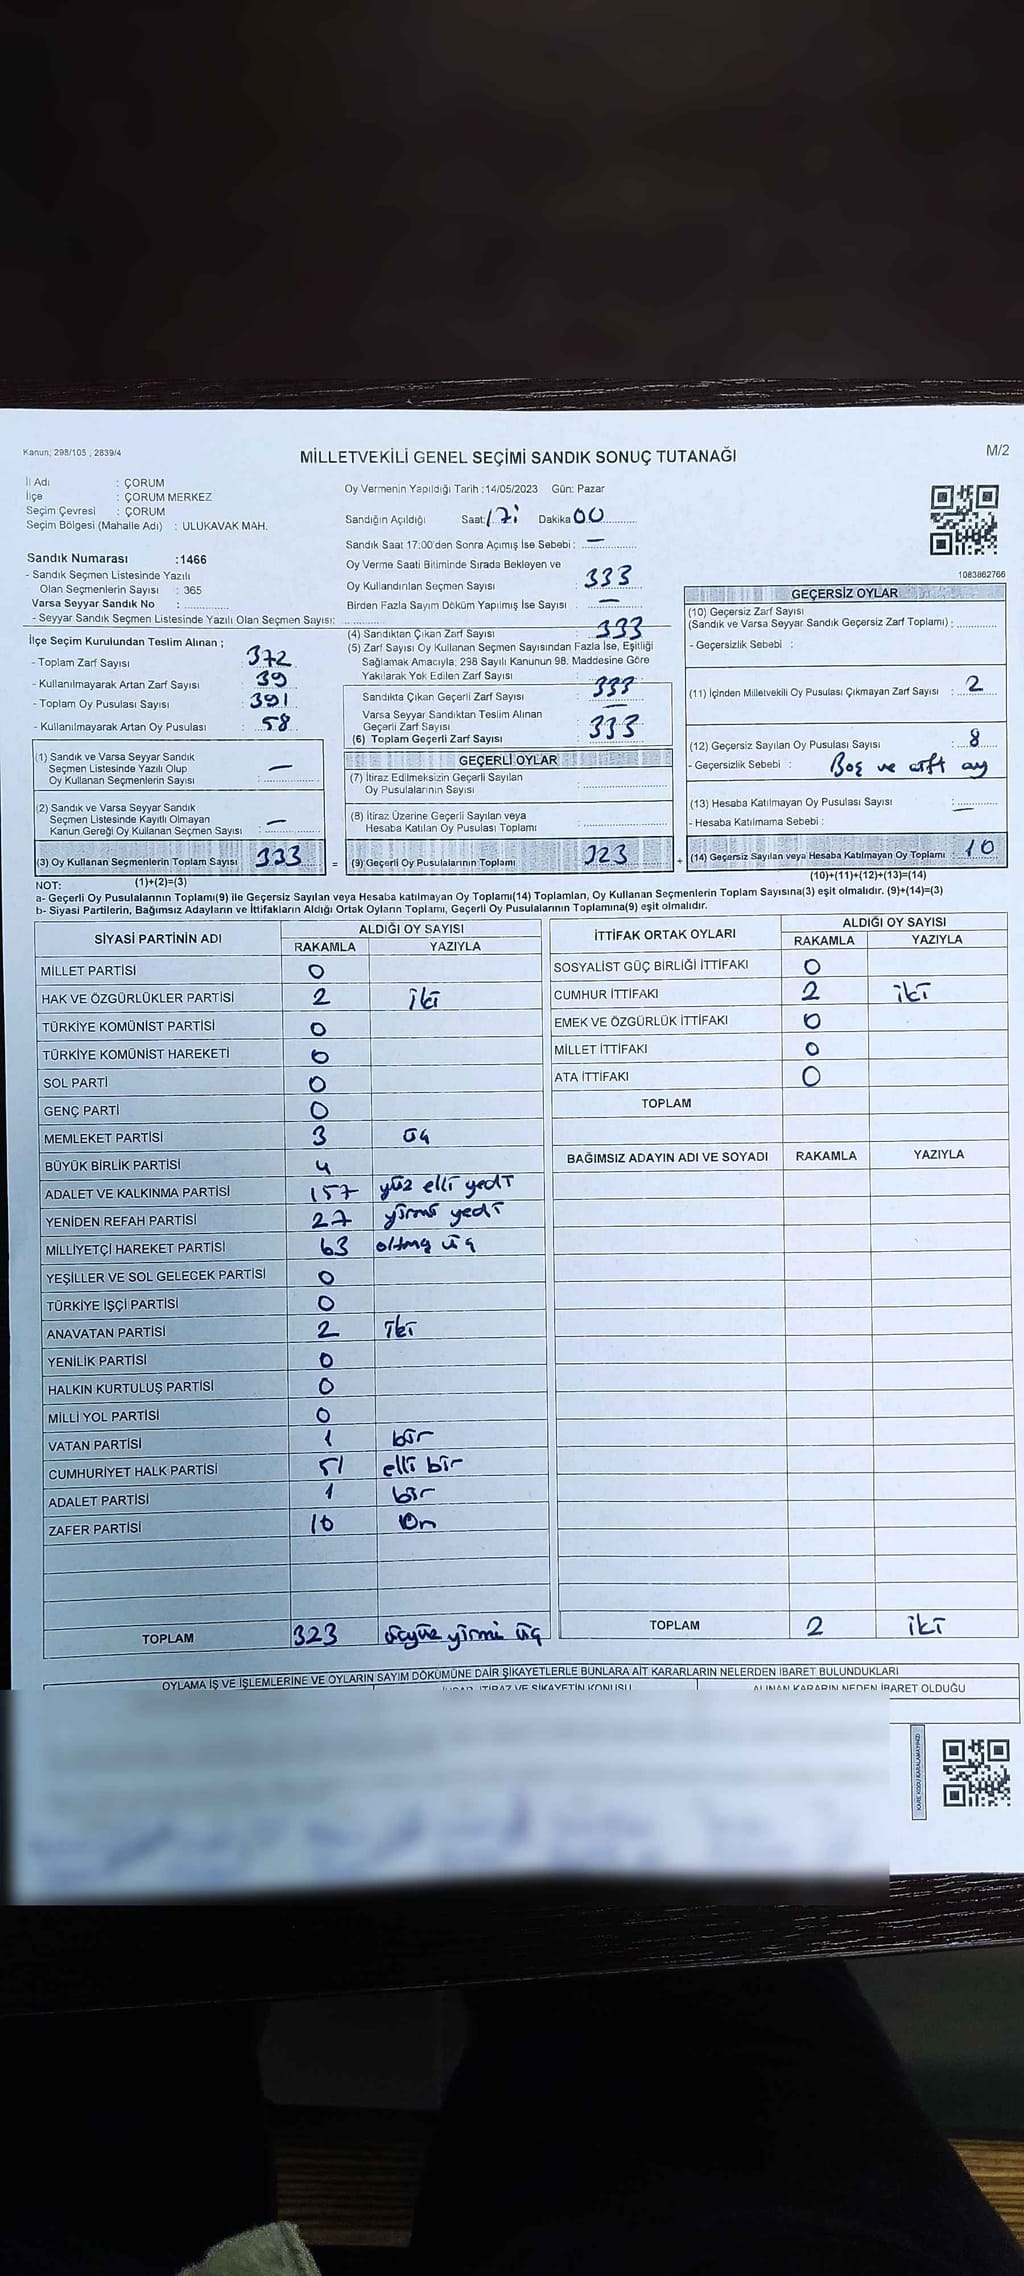 Kanun; 298/105 , 2839/4
MİLLETVEKİLİ GENEL SEÇİMİ SANDIK SONUÇ TUTANAĞI
M/2
İl Adı : ÇORUM
İlçe : ÇORUM MERKEZ
Seçim Çevresi : ÇORUM
Seçim Bölgesi (Mahalle Adı) : ULUKAVAK MAH.
Sandık Numarası :1466
- Sandık Seçmen Listesinde Yazılı
Olan Seçmenlerin Sayısı : 365
Varsa Seyyar Sandık No :
- Seyyar Sandık Seçmen Listesinde Yazılı Olan Seçmen Sayısı:
Oy Vermenin Yapıldığı Tarih :14/05/2023 Gün: Pazar
Sandığın Açıldığı Saat: 17 Dakika 00
Sandık Saat 17:00'den Sonra Açımış İse Sebebi : —
Oy Verme Saati Bitiminde Sırada Bekleyen ve
Oy Kullandırılan Seçmen Sayısı : 333
Birden Fazla Sayım Döküm Yapılmış İse Sayısı : —
1083862766
İlçe Seçim Kurulundan Teslim Alınan ;
- Toplam Zarf Sayısı : 372
- Kullanılmayarak Artan Zarf Sayısı : 39
- Toplam Oy Pusulası Sayısı : 391
- Kullanılmayarak Artan Oy Pusulası : 58
(4) Sandıktan Çıkan Zarf Sayısı : 333
(5) Zarf Sayısı Oy Kullanan Seçmen Sayısından Fazla İse, Eşitliği
Sağlamak Amacıyla; 298 Sayılı Kanunun 98. Maddesine Göre
Yakılarak Yok Edilen Zarf Sayısı :
Sandıkta Çıkan Geçerli Zarf Sayısı : 333
Varsa Seyyar Sandıktan Teslim Alınan
Geçerli Zarf Sayısı : —
(6) Toplam Geçerli Zarf Sayısı : 333
GEÇERSİZ OYLAR
(10) Geçersiz Zarf Sayısı
(Sandık ve Varsa Seyyar Sandık Geçersiz Zarf Toplamı) :
- Geçersizlik Sebebi :
(11) İçinden Milletvekili Oy Pusulası Çıkmayan Zarf Sayısı : 2
(12) Geçersiz Sayılan Oy Pusulası Sayısı : 8
- Geçersizlik Sebebi : Boş ve çift oy
(13) Hesaba Katılmayan Oy Pusulası Sayısı : —
- Hesaba Katılmama Sebebi :
(14) Geçersiz Sayılan veya Hesaba Katılmayan Oy Toplamı : 10
(10)+(11)+(12)+(13)=(14)
(1) Sandık ve Varsa Seyyar Sandık
Seçmen Listesinde Yazılı Olup
Oy Kullanan Seçmenlerin Sayısı : —
(2) Sandık ve Varsa Seyyar Sandık
Seçmen Listesinde Kayıtlı Olmayan
Kanun Gereği Oy Kullanan Seçmen Sayısı : —
(3) Oy Kullanan Seçmenlerin Toplam Sayısı 333 =
(1)+(2)=(3)
GEÇERLİ OYLAR
(7) İtiraz Edilmeksizin Geçerli Sayılan
Oy Pusulalarının Sayısı :
(8) İtiraz Üzerine Geçerli Sayılan veya
Hesaba Katılan Oy Pusulası Toplamı :
(9) Geçerli Oy Pusulalarının Toplamı 323 +
NOT:
a- Geçerli Oy Pusulalarının Toplamı(9) ile Geçersiz Sayılan veya Hesaba katılmayan Oy Toplamı(14) Toplamları, Oy Kullanan Seçmenlerin Toplam Sayısına(3) eşit olmalıdır. (9)+(14)=(3)
b- Siyasi Partilerin, Bağımsız Adayların ve İttifakların Aldığı Ortak Oyların Toplamı, Geçerli Oy Pusulalarının Toplamına(9) eşit olmalıdır.
SİYASİ PARTİNİN ADI ALDIĞI OY SAYISI
RAKAMLA YAZIYLA
MİLLET PARTİSİ 0
HAK VE ÖZGÜRLÜKLER PARTİSİ 2 iki
TÜRKİYE KOMÜNİST PARTİSİ 0
TÜRKİYE KOMÜNİST HAREKETİ 0
SOL PARTİ 0
GENÇ PARTİ 0
MEMLEKET PARTİSİ 3 üç
BÜYÜK BİRLİK PARTİSİ 4
ADALET VE KALKINMA PARTİSİ 157 yüz elli yedi
YENİDEN REFAH PARTİSİ 27 yirmi yedi
MİLLİYETÇİ HAREKET PARTİSİ 63 altmış üç
YEŞİLLER VE SOL GELECEK PARTİSİ 0
TÜRKİYE İŞÇİ PARTİSİ 0
ANAVATAN PARTİSİ 2 iki
YENİLİK PARTİSİ 0
HALKIN KURTULUŞ PARTİSİ 0
MİLLİ YOL PARTİSİ 0
VATAN PARTİSİ 1 bir
CUMHURİYET HALK PARTİSİ 51 elli bir
ADALET PARTİSİ 1 bir
ZAFER PARTİSİ 10 On
TOPLAM 323 üçyüz yirmi üç
İTTİFAK ORTAK OYLARI ALDIĞI OY SAYISI
RAKAMLA YAZIYLA
SOSYALİST GÜÇ BİRLİĞİ İTTİFAKI 0
CUMHUR İTTİFAKI 2 iki
EMEK VE ÖZGÜRLÜK İTTİFAKI 0
MİLLET İTTİFAKI 0
ATA İTTİFAKI 0
TOPLAM
BAĞIMSIZ ADAYIN ADI VE SOYADI RAKAMLA YAZIYLA
TOPLAM 2 iki
OYLAMA İŞ VE İŞLEMLERİNE VE OYLARIN SAYIM DÖKÜMÜNE DAİR ŞİKAYETLERLE BUNLARA AİT KARARLARIN NELERDEN İBARET BULUNDUKLARI
İTİRAZ VE ŞİKAYETİN KONUSU ALINAN KARARIN NEDEN İBARET OLDUĞU
KARE KODU KARALAMAYINIZ!